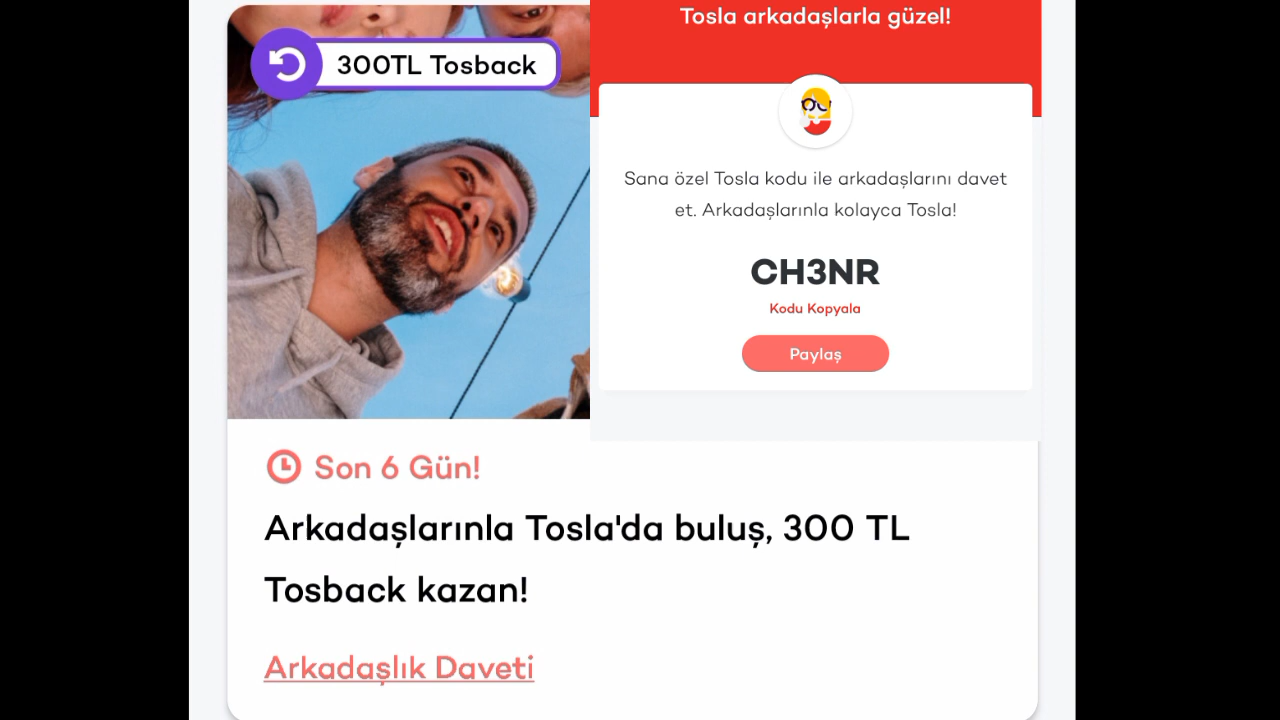 300TL Tosback
Tosla arkadaşlarla güzel!
Sana özel Tosla kodu ile arkadaşlarını davet
et. Arkadaşlarınla kolayca Tosla!
CH3NR
Kodu Kopyala
Paylaş
Son 6 Gün!
Arkadaşlarınla Tosla'da buluş, 300 TL
Tosback kazan!
Arkadaşlık Daveti